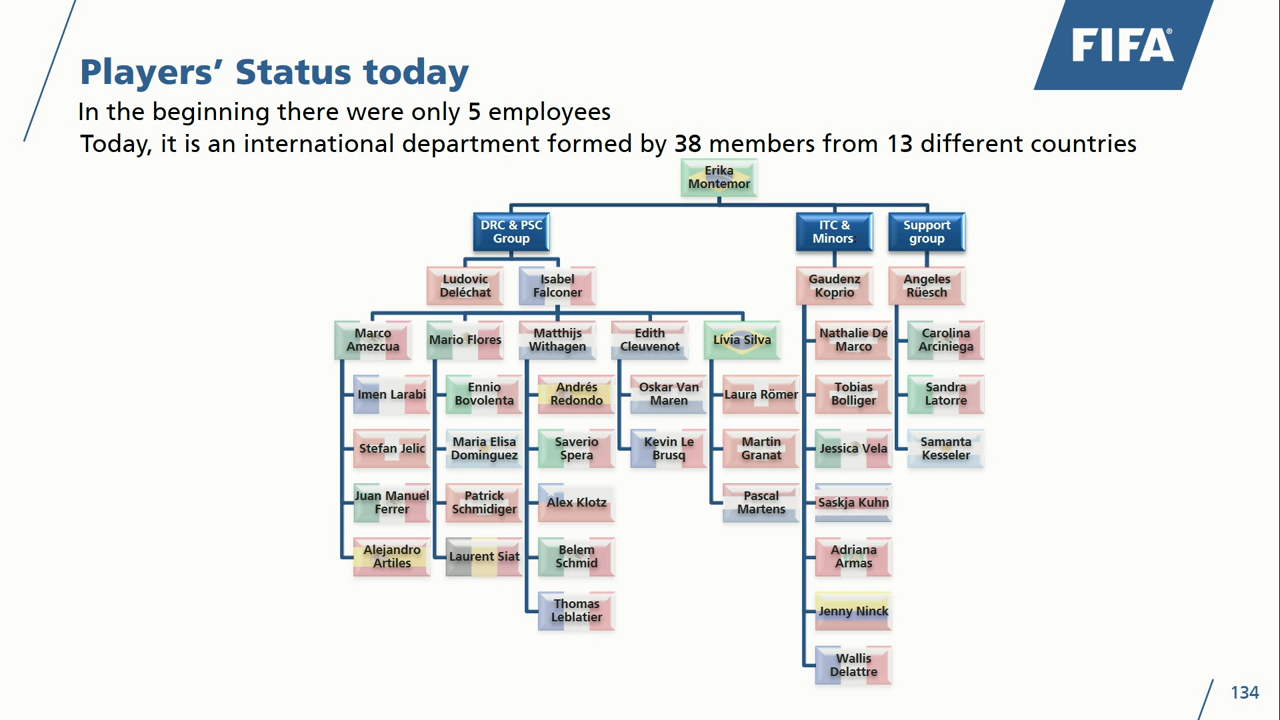 FIFA®
Players’ Status today
In the beginning there were only 5 employees
Today, it is an international department formed by 38 members from 13 different countries
Erika
Montemor
DRC & PSC
Group
ITC &
Minors
Support
group
Ludovic
Deléchat
Isabel
Falconer
Gaudenz
Koprio
Angeles
Rüesch
Marco
Amezcua
Mario Flores
Matthijs
Withagen
Edith
Cleuvenot
Lívia Silva
Nathalie De
Marco
Carolina
Arciniega
Imen Larabi
Ennio
Bovolenta
Andrés
Redondo
Oskar Van
Maren
Laura Römer
Tobias
Bolliger
Sandra
Latorre
Stefan Jelic
Maria Elisa
Dominguez
Saverio
Spera
Kevin Le
Brusq
Martin
Granat
Jessica Vela
Samanta
Kesseler
Juan Manuel
Ferrer
Patrick
Schmidiger
Alex Klotz
Pascal
Martens
Saskja Kuhn
Alejandro
Artiles
Laurent Siat
Belem
Schmid
Adriana
Armas
Thomas
Leblatier
Jenny Ninck
Wallis
Delattre
134